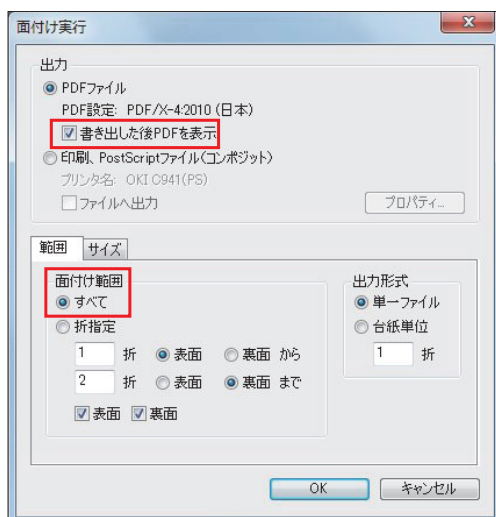 面付け実行
出力
PDFファイル
PDF設定: PDF/X-4:2010 (日本)
書き出した後PDFを表示
印刷、PostScriptファイル(コンポジット)
プリンタ名: OKI C941(PS)
ファイルへ出力
プロパティ...
範囲 サイズ
面付け範囲
すべて
折指定
1 折 表面 裏面 から
2 折 表面 裏面 まで
表面 裏面
出力形式
単一ファイル
台紙単位
1 折
OK キャンセル